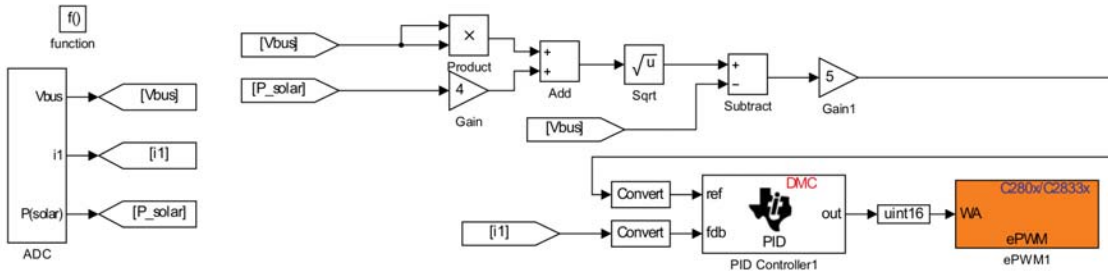 f()
function
Vbus
[Vbus]
i1
[i1]
P(solar)
[P_solar]
ADC
[Vbus]
×
Product
[P_solar]
4
Gain
+
+
Add
√u
Sqrt
[Vbus]
+
−
Subtract
5
Gain1
[i1]
Convert
Convert
DMC
ref
fdb
out
PID
PID Controller1
uint16
C280x/C2833x
WA
ePWM
ePWM1